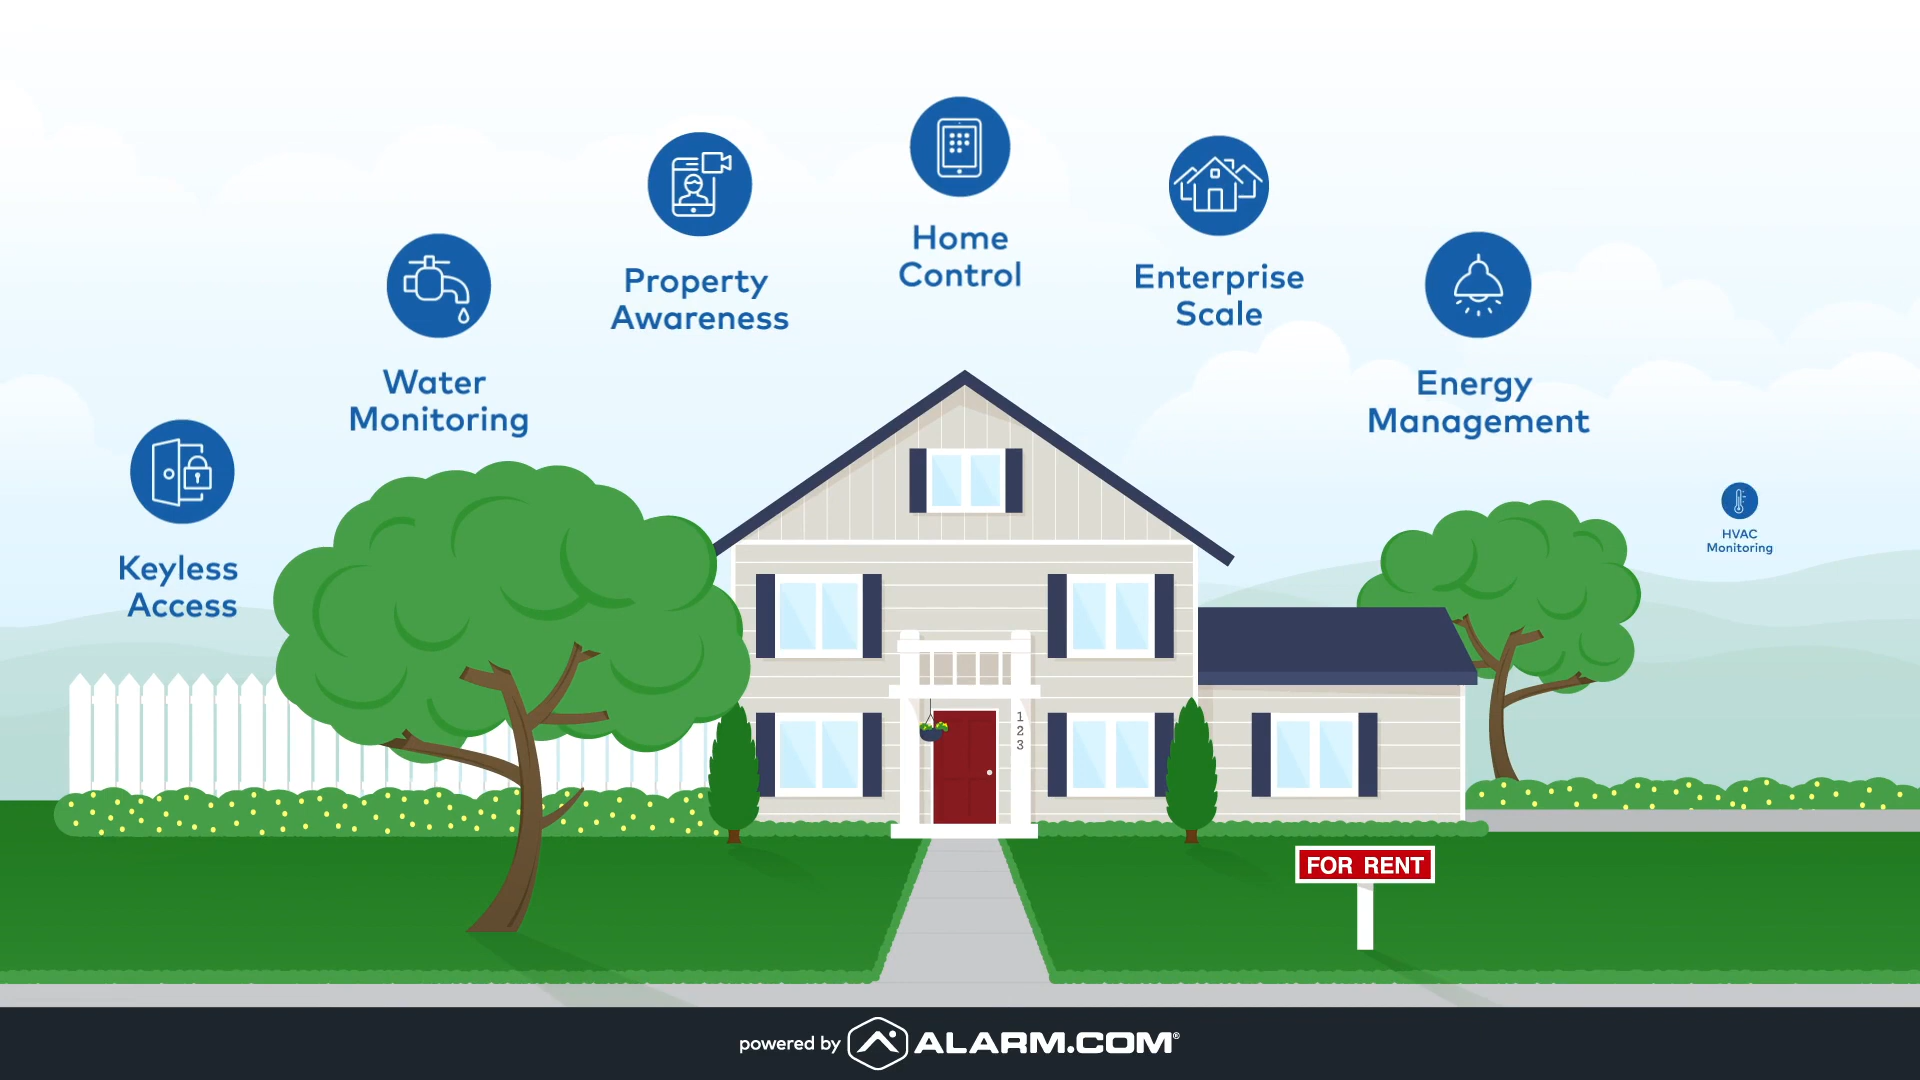 Keyless
Access
Water
Monitoring
Property
Awareness
Home
Control
Enterprise
Scale
Energy
Management
HVAC
Monitoring
1
2
3
FOR RENT
powered by ALARM.COM®